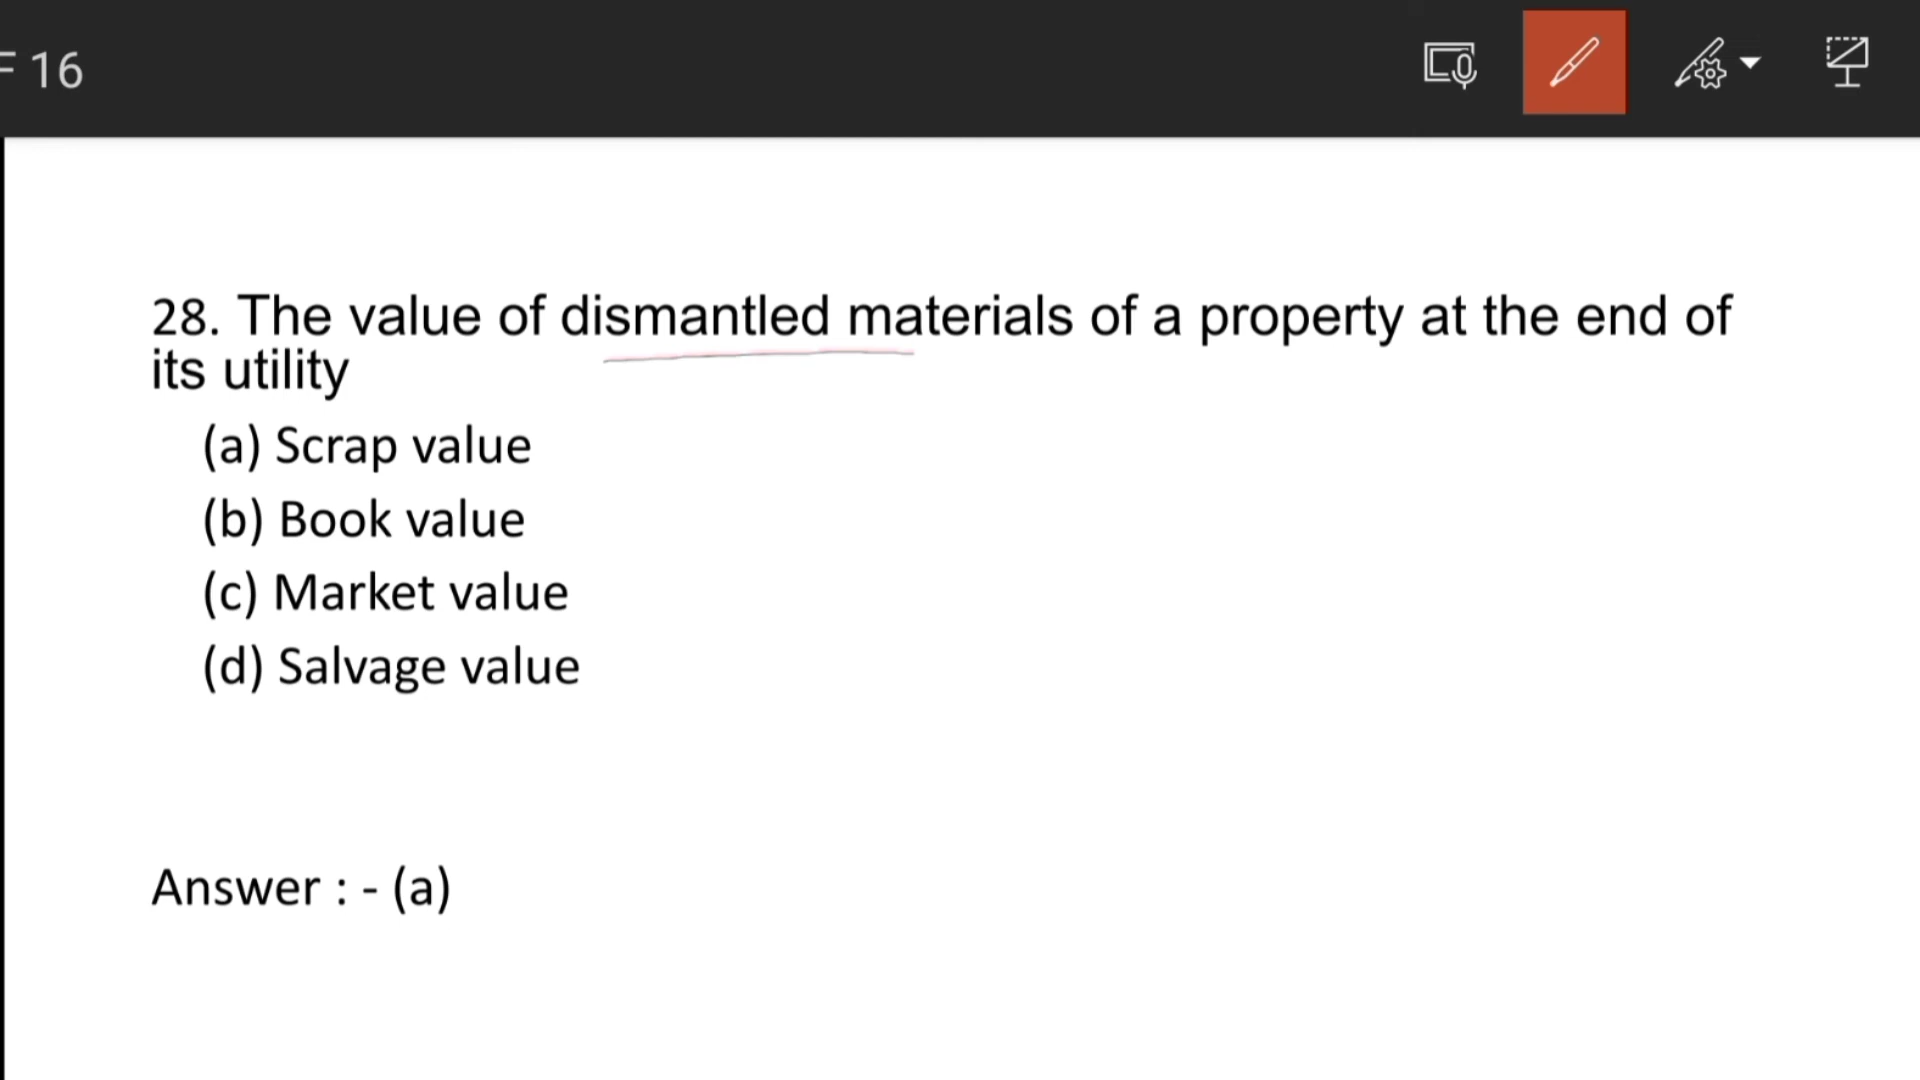 16
28. The value of dismantled materials of a property at the end of
its utility
(a) Scrap value
(b) Book value
(c) Market value
(d) Salvage value
Answer : - (a)